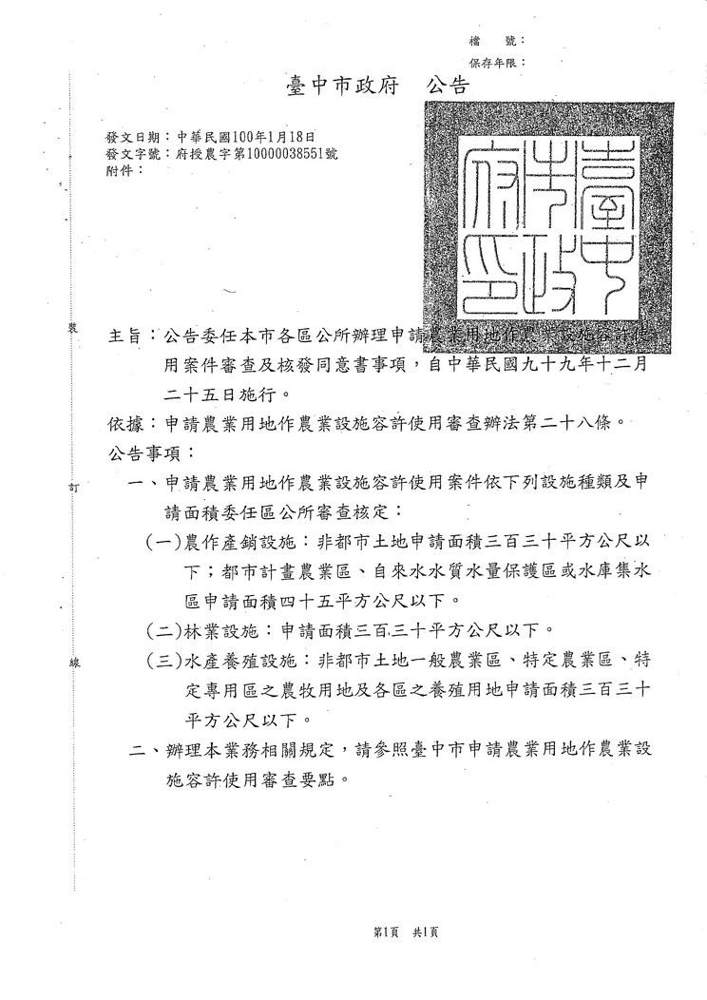 檔　　號：
保存年限：
臺中市政府　公告
發文日期：中華民國100年1月18日
發文字號：府授農字第10000038551號
附件：
臺中市政府印
主旨：公告委任本市各區公所辦理申請農業用地作農業設施容許使
用案件審查及核發同意書事項，自中華民國九十九年十二月
二十五日施行。
依據：申請農業用地作農業設施容許使用審查辦法第二十八條。
公告事項：
一、申請農業用地作農業設施容許使用案件依下列設施種類及申
請面積委任區公所審查核定：
(一)農作產銷設施：非都市土地申請面積三百三十平方公尺以
下；都市計畫農業區、自來水水質水量保護區或水庫集水
區申請面積四十五平方公尺以下。
(二)林業設施：申請面積三百三十平方公尺以下。
(三)水產養殖設施：非都市土地一般農業區、特定農業區、特
定專用區之農牧用地及各區之養殖用地申請面積三百三十
平方公尺以下。
二、辦理本業務相關規定，請參照臺中市申請農業用地作農業設
施容許使用審查要點。
裝
訂
線
第1頁　共1頁